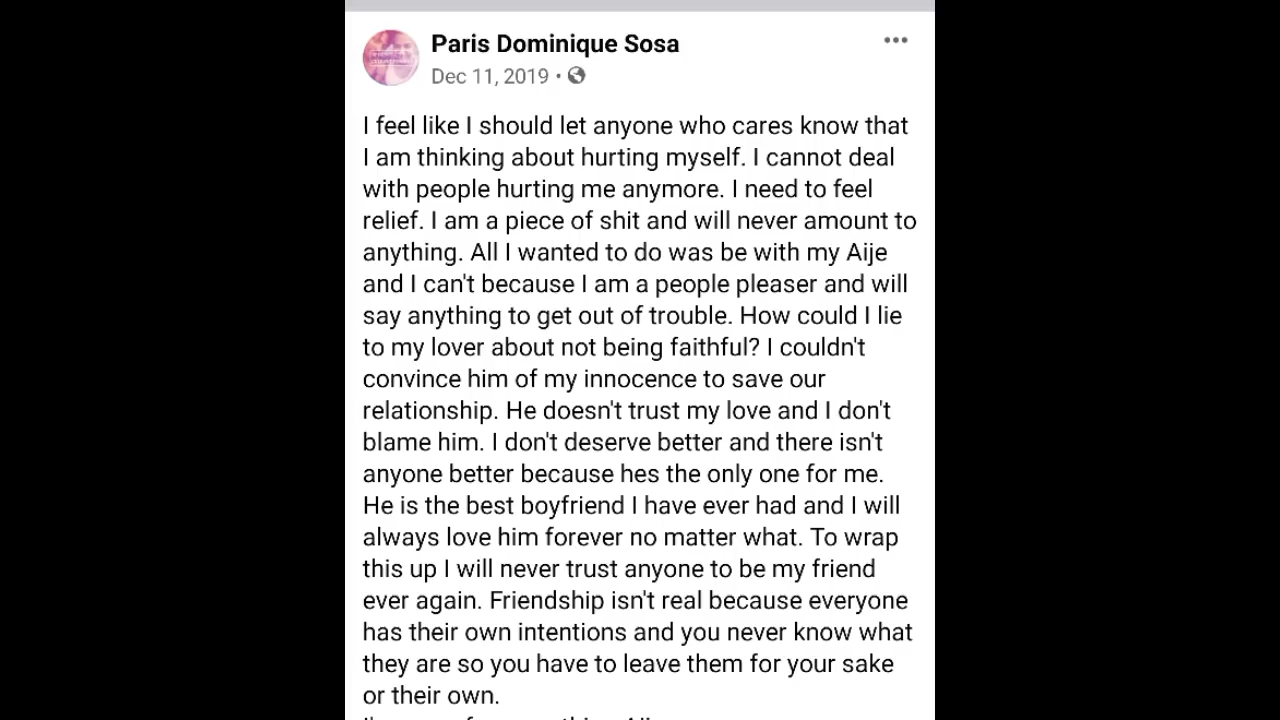 Paris Dominique Sosa
Dec 11, 2019 •
I feel like I should let anyone who cares know that
I am thinking about hurting myself. I cannot deal
with people hurting me anymore. I need to feel
relief. I am a piece of shit and will never amount to
anything. All I wanted to do was be with my Aije
and I can't because I am a people pleaser and will
say anything to get out of trouble. How could I lie
to my lover about not being faithful? I couldn't
convince him of my innocence to save our
relationship. He doesn't trust my love and I don't
blame him. I don't deserve better and there isn't
anyone better because hes the only one for me.
He is the best boyfriend I have ever had and I will
always love him forever no matter what. To wrap
this up I will never trust anyone to be my friend
ever again. Friendship isn't real because everyone
has their own intentions and you never know what
they are so you have to leave them for your sake
or their own.